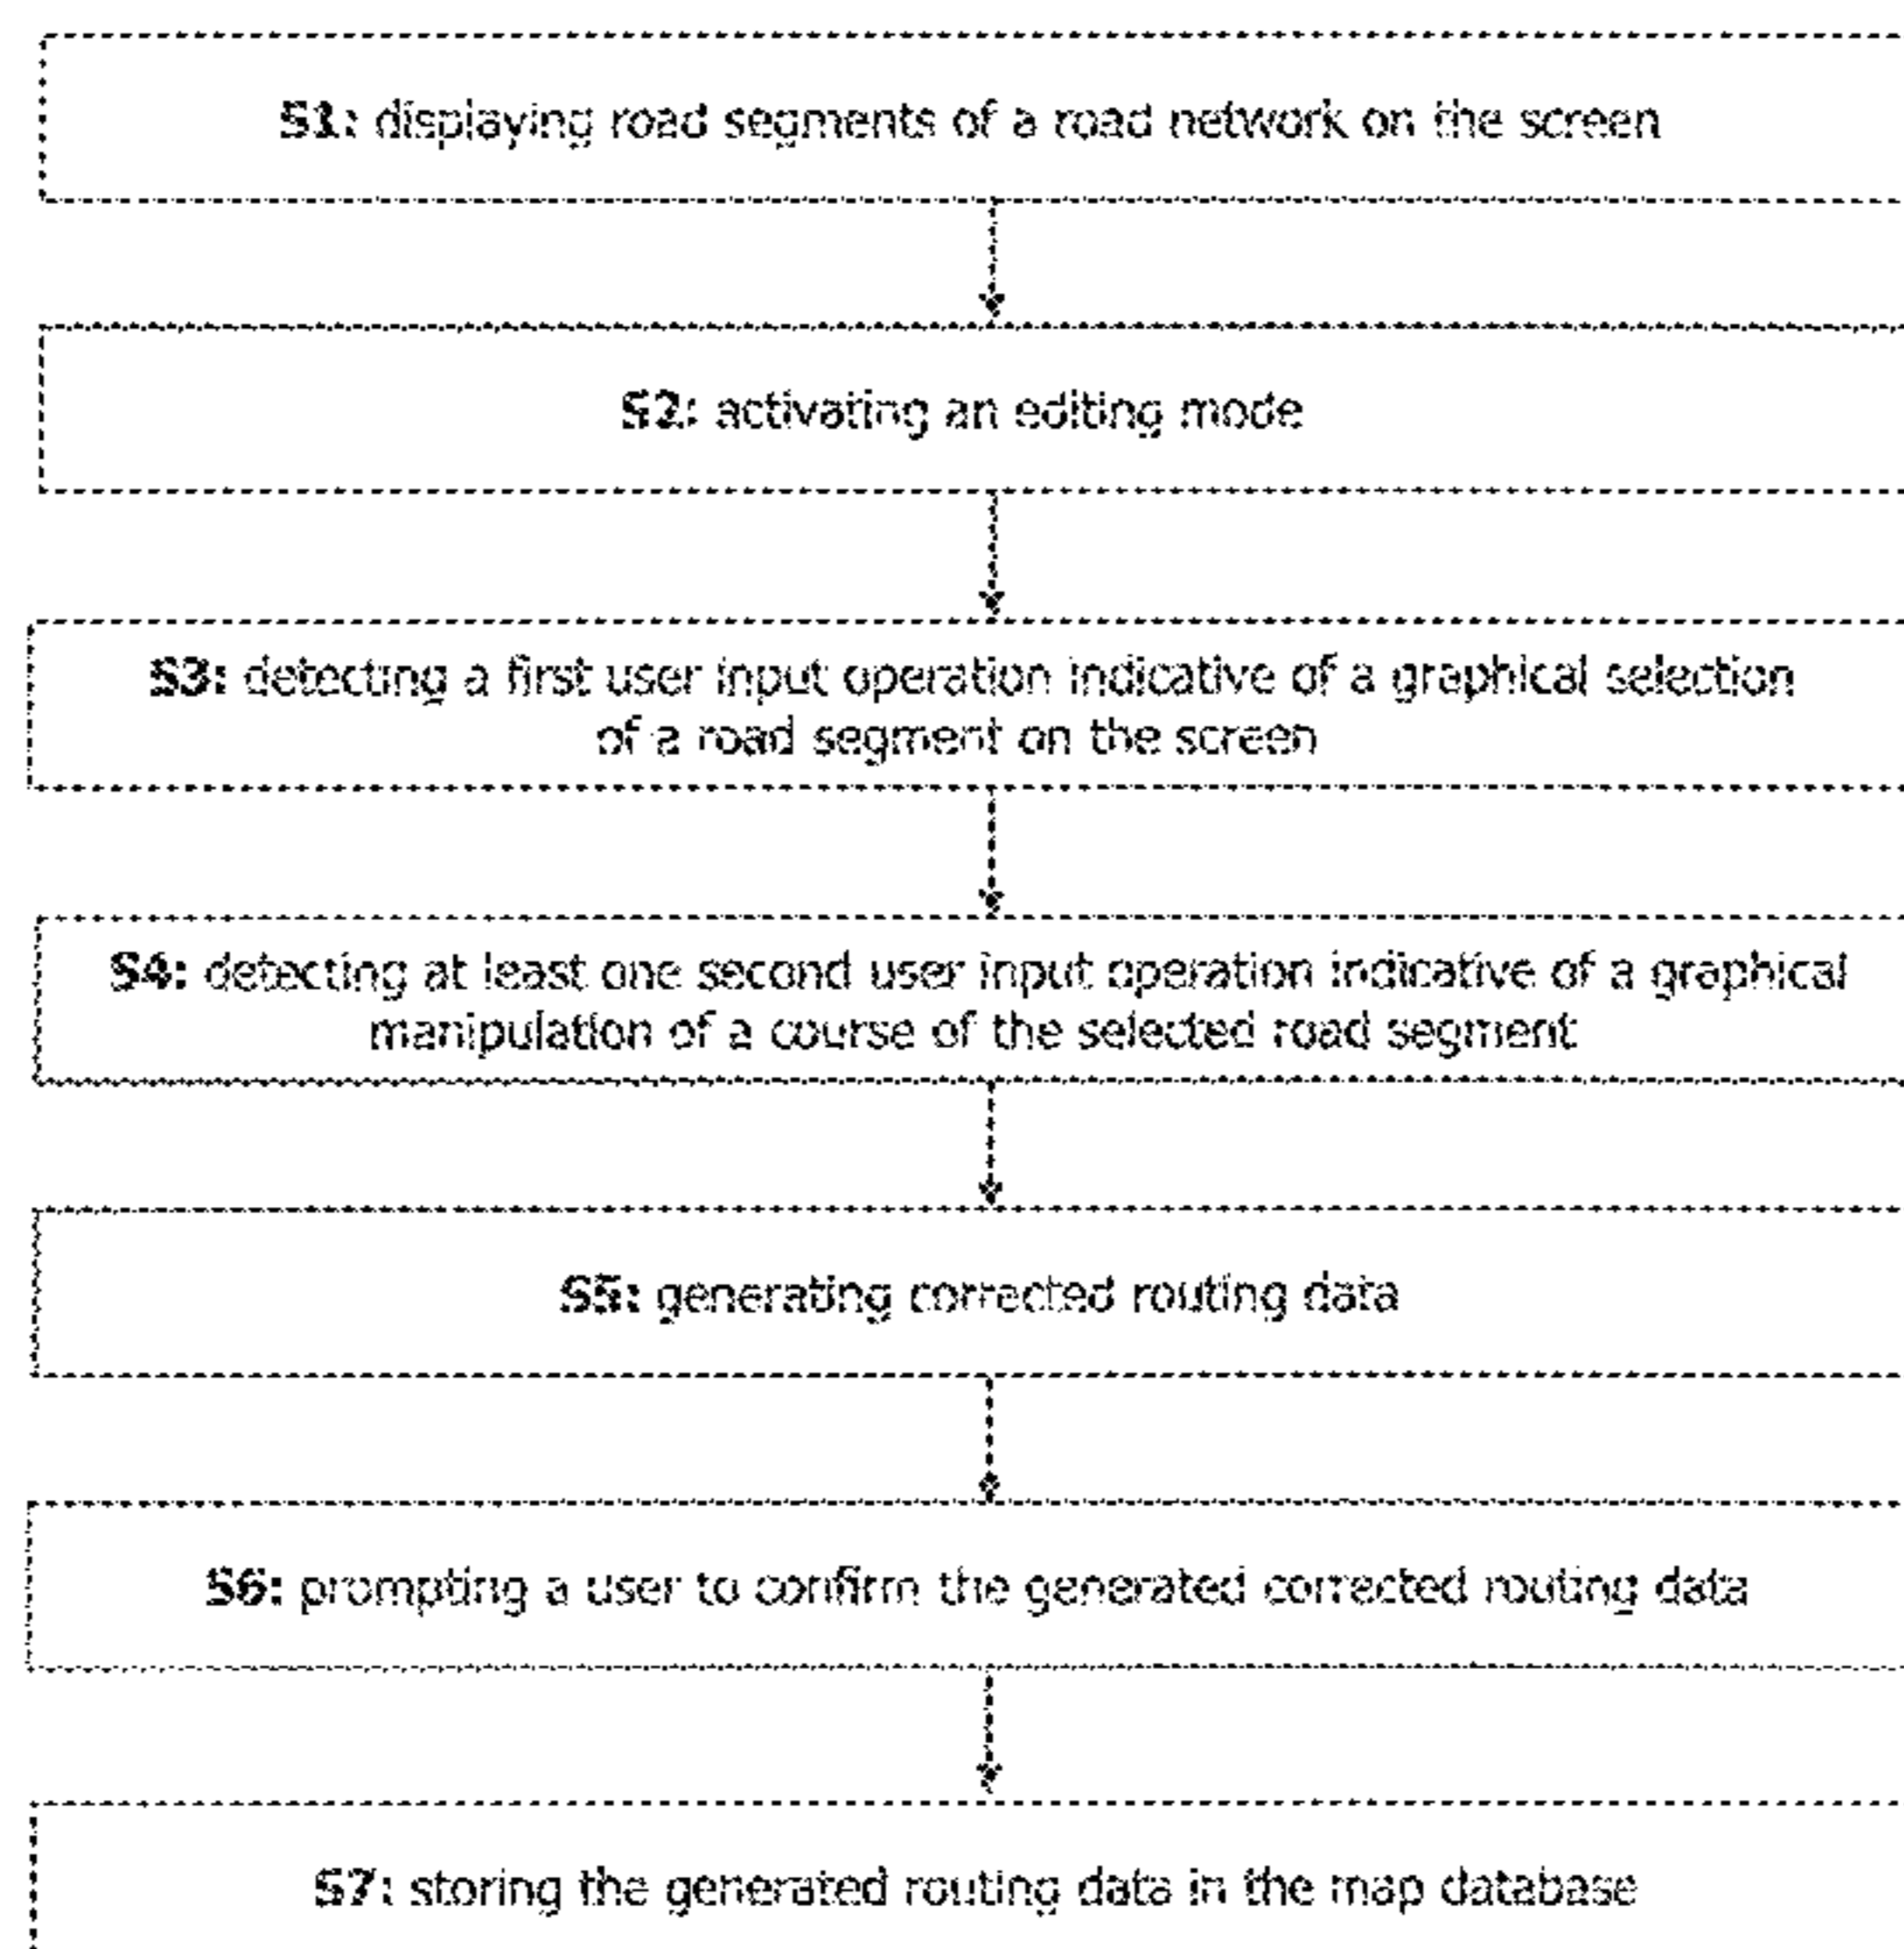 S1: displaying road segments of a road network on the screen
S2: activating an editing mode
S3: detecting a first user input operation indicative of a graphical selection
of a road segment on the screen
S4: detecting at least one second user input operation indicative of a graphical
manipulation of a course of the selected road segment
S5: generating corrected routing data
S6: prompting a user to confirm the generated corrected routing data
S7: storing the generated routing data in the map database